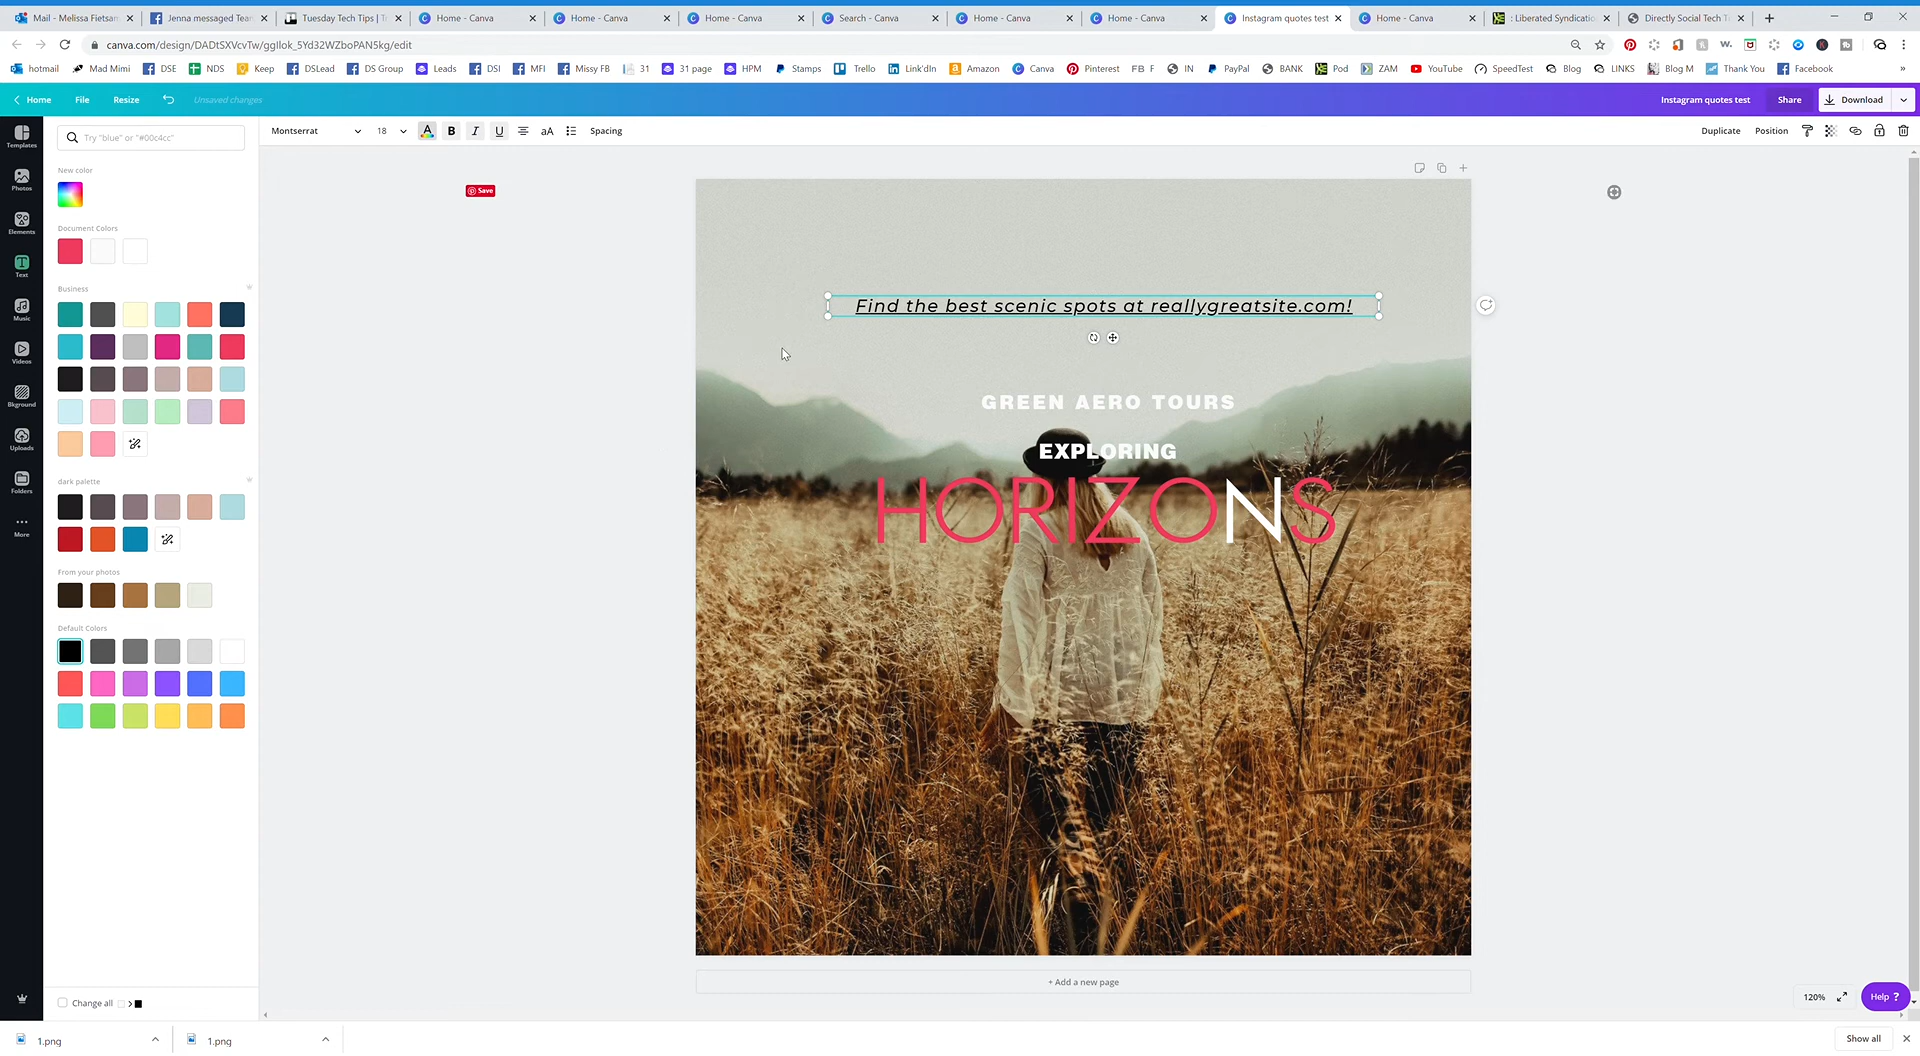 Mail - Melissa Fietsam
Jenna messaged Tear
Tuesday Tech Tips | T
Home - Canva
Home - Canva
Home - Canva
Search - Canva
Home - Canva
Home - Canva
Instagram quotes test
Home - Canva
: Liberated Syndicatio
Directly Social Tech T
canva.com/design/DADtSXVcvTw/ggIlok_5Yd32WZboPAN5kg/edit
hotmail
Mad Mimi
DSE
NDS
Keep
DSLead
DS Group
Leads
DSI
MFI
Missy FB
31
31 page
HPM
Stamps
Trello
Link'dIn
Amazon
Canva
Pinterest
FB F
IN
PayPal
BANK
Pod
ZAM
YouTube
SpeedTest
Blog
LINKS
Blog M
Thank You
Facebook
Home
File
Resize
Unsaved changes
Instagram quotes test
Share
Download
Try "blue" or "#00c4cc"
Montserrat
18
A
B
I
U
aA
Spacing
Duplicate
Position
Templates
Photos
Elements
Text
Music
Videos
Bkground
Uploads
Folders
More
New color
Document Colors
Business
dark palette
From your photos
Default Colors
Change all
Save
Find the best scenic spots at reallygreatsite.com!
GREEN AERO TOURS
EXPLORING
HORIZONS
+ Add a new page
120%
Help ?
1.png
1.png
Show all